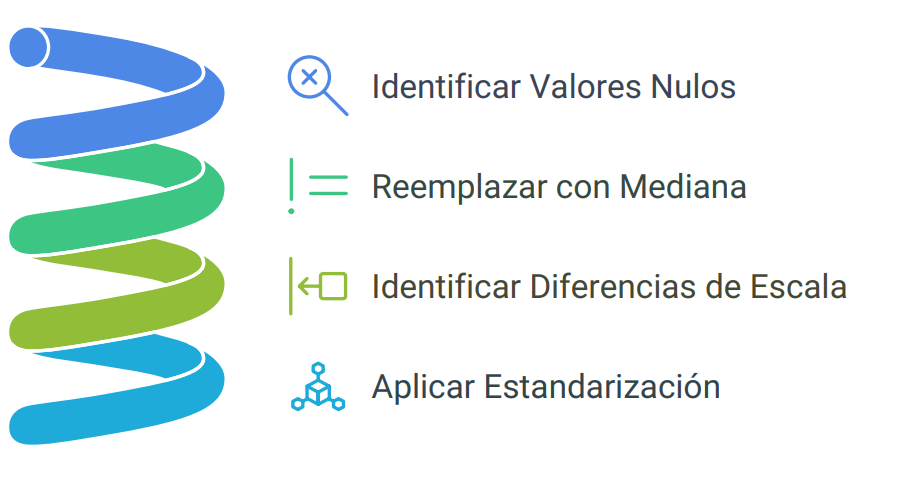 Identificar Valores Nulos
Reemplazar con Mediana
Identificar Diferencias de Escala
Aplicar Estandarización